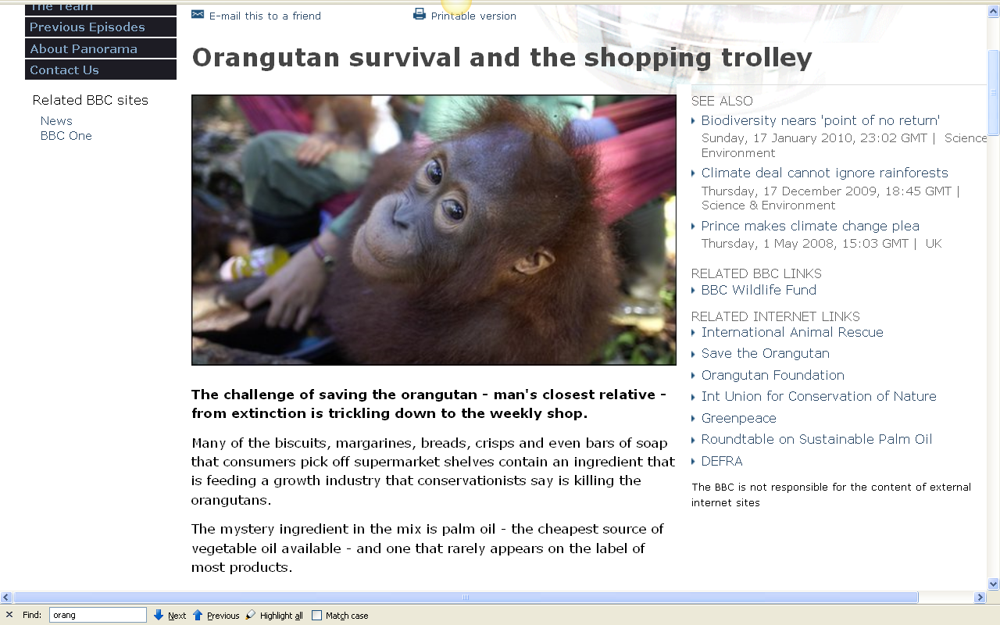 The Team
Previous Episodes
About Panorama
Contact Us
Related BBC sites
News
BBC One
E-mail this to a friend
Printable version
Orangutan survival and the shopping trolley
The challenge of saving the orangutan - man's closest relative -
from extinction is trickling down to the weekly shop.
Many of the biscuits, margarines, breads, crisps and even bars of soap
that consumers pick off supermarket shelves contain an ingredient that
is feeding a growth industry that conservationists say is killing the
orangutans.
The mystery ingredient in the mix is palm oil - the cheapest source of
vegetable oil available - and one that rarely appears on the label of
most products.
SEE ALSO
Biodiversity nears 'point of no return'
Sunday, 17 January 2010, 23:02 GMT | Science
Environment
Climate deal cannot ignore rainforests
Thursday, 17 December 2009, 18:45 GMT |
Science & Environment
Prince makes climate change plea
Thursday, 1 May 2008, 15:03 GMT | UK
RELATED BBC LINKS
BBC Wildlife Fund
RELATED INTERNET LINKS
International Animal Rescue
Save the Orangutan
Orangutan Foundation
Int Union for Conservation of Nature
Greenpeace
Roundtable on Sustainable Palm Oil
DEFRA
The BBC is not responsible for the content of external
internet sites
Find: orang Next Previous Highlight all Match case